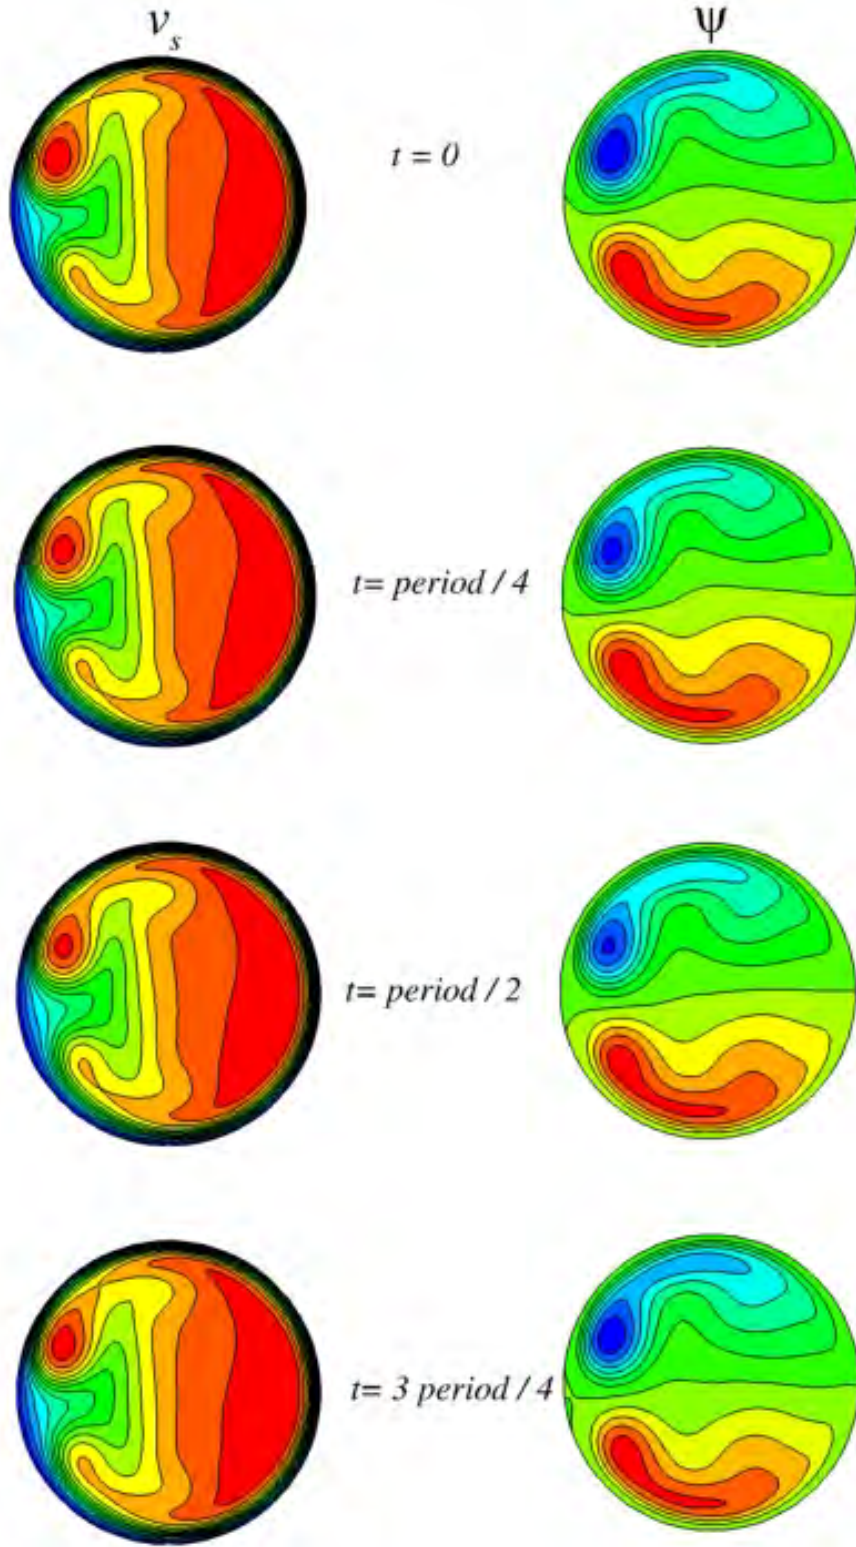 v_s ψ
t = 0
t= period / 4
t= period / 2
t= 3 period / 4